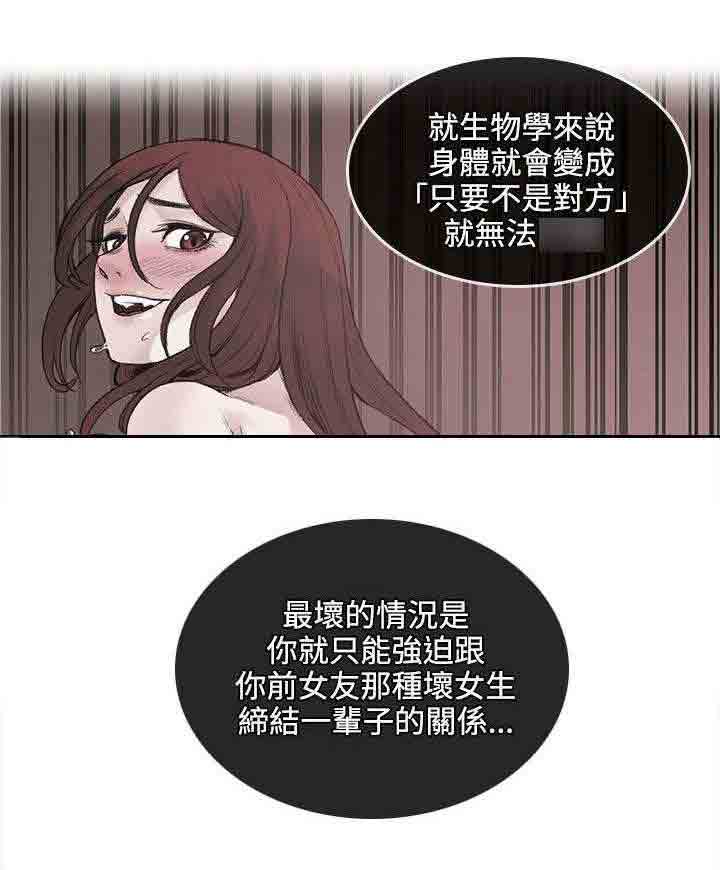 就生物學來說
身體就會變成
「只要不是對方」
就無法
最壞的情況是
你就只能強迫跟
你前女友那種壞女生
締結一輩子的關係...